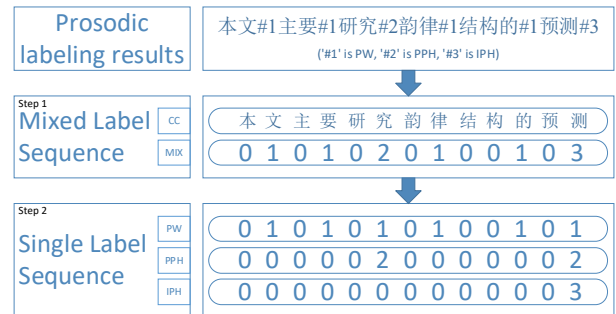 Prosodic
labeling results
本文#1主要#1研究#2韵律#1结构的#1预测#3
('#1' is PW, '#2' is PPH, '#3' is IPH)
Step 1
Mixed Label
Sequence
CC
本 文 主 要 研 究 韵 律 结 构 的 预 测
MIX
0 1 0 1 0 2 0 1 0 0 1 0 3
Step 2
Single Label
Sequence
PW
0 1 0 1 0 1 0 1 0 0 1 0 1
PPH
0 0 0 0 0 2 0 0 0 0 0 0 2
IPH
0 0 0 0 0 0 0 0 0 0 0 0 3